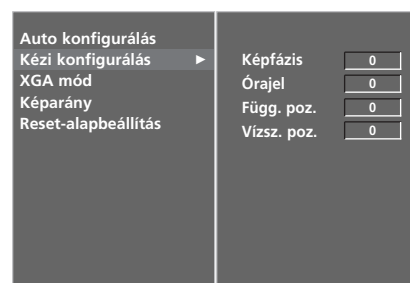 Auto konfigurálás
Kézi konfigurálás ►
XGA mód
Képarány
Reset-alapbeállítás
Képfázis 0
Órajel 0
Függ. poz. 0
Vízsz. poz. 0